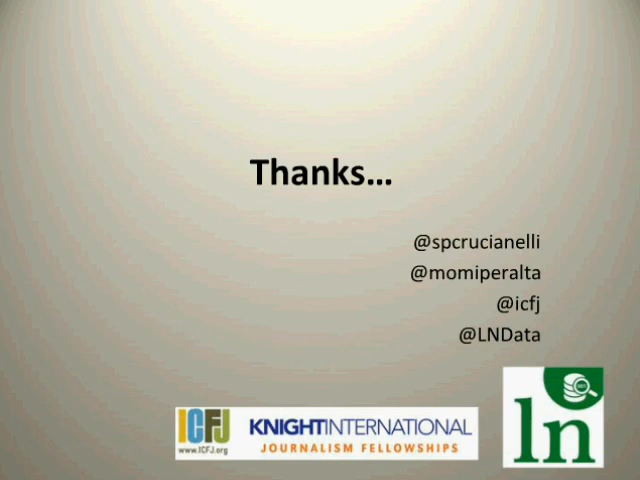 Thanks...
@spcrucianelli
@momiperalta
@icfj
@LNData
ICFJ
www.ICFJ.org
KNIGHTINTERNATIONAL
JOURNALISM FELLOWSHIPS
ln